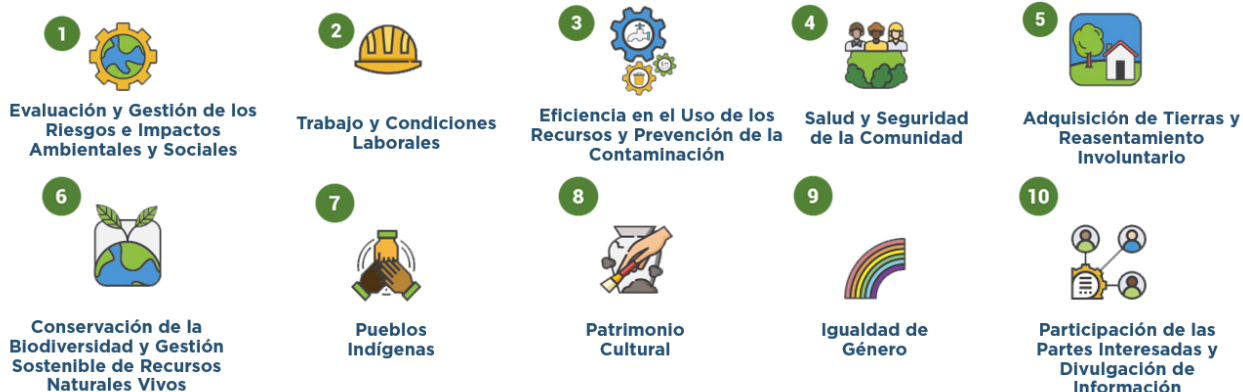 1
Evaluación y Gestión de los
Riesgos e Impactos
Ambientales y Sociales
2
Trabajo y Condiciones
Laborales
3
Eficiencia en el Uso de los
Recursos y Prevención de la
Contaminación
4
Salud y Seguridad
de la Comunidad
5
Adquisición de Tierras y
Reasentamiento
Involuntario
6
Conservación de la
Biodiversidad y Gestión
Sostenible de Recursos
Naturales Vivos
7
Pueblos
Indígenas
8
Patrimonio
Cultural
9
Igualdad de
Género
10
Participación de las
Partes Interesadas y
Divulgación de
Información